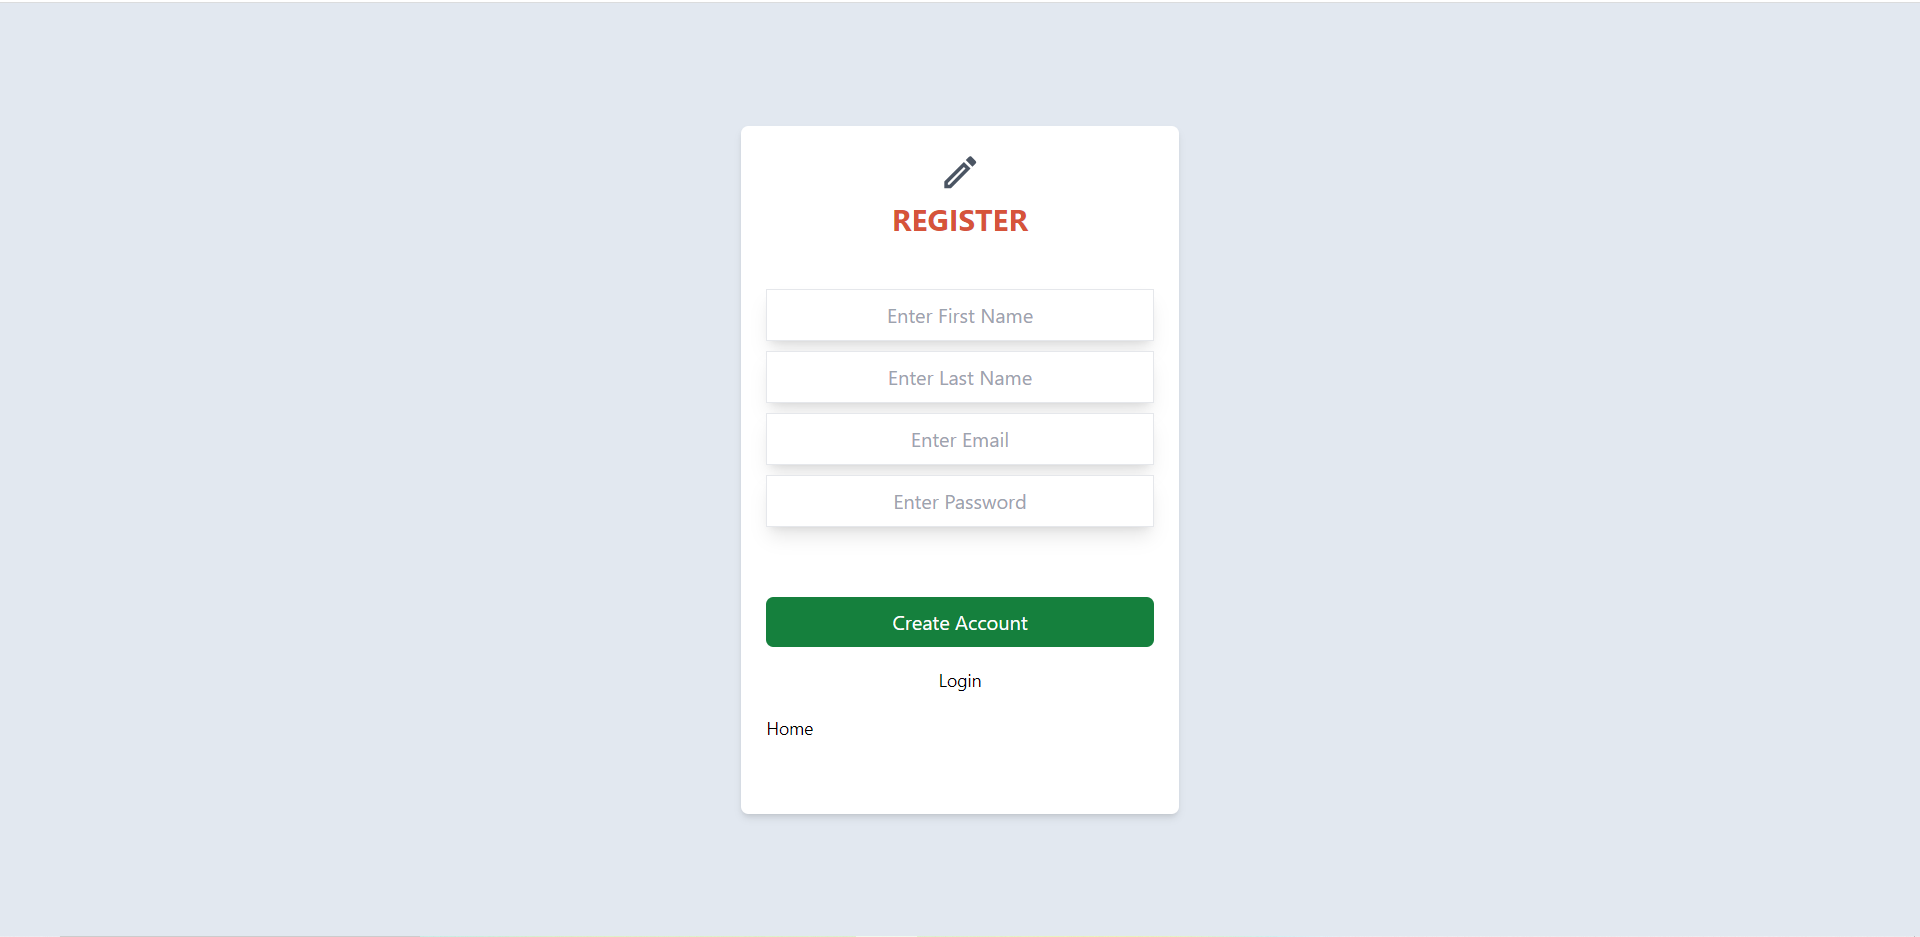 REGISTER
Enter First Name
Enter Last Name
Enter Email
Enter Password
Create Account
Login
Home